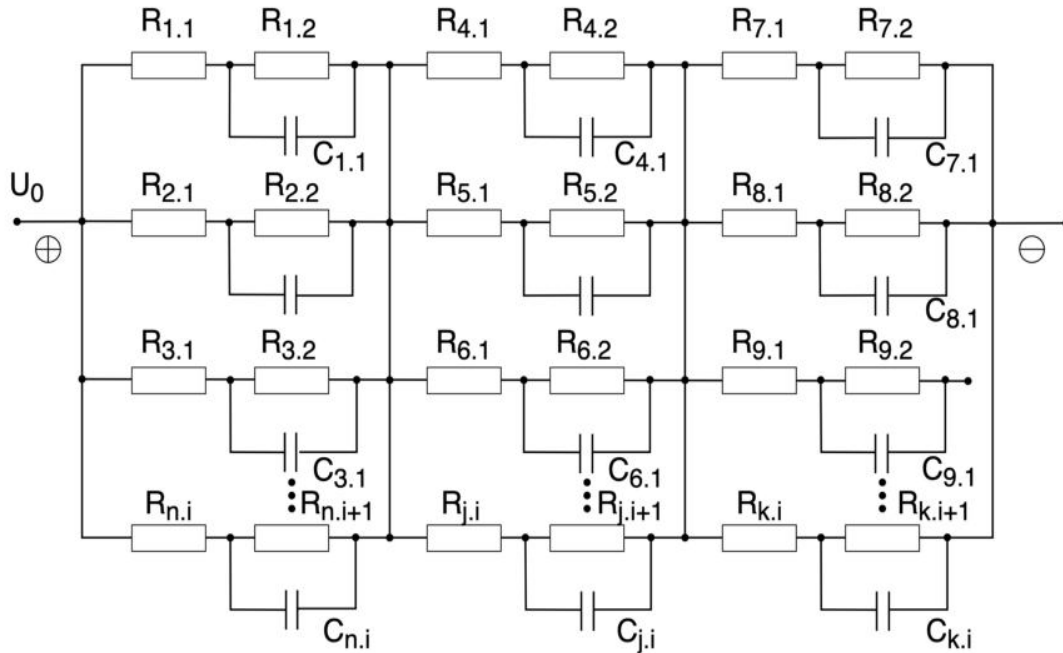 R1.1 R1.2 R4.1 R4.2 R7.1 R7.2
C1.1 C4.1 C7.1
U0 R2.1 R2.2 R5.1 R5.2 R8.1 R8.2
⊕ ⊖
C8.1
R3.1 R3.2 R6.1 R6.2 R9.1 R9.2
C3.1 C6.1 C9.1
Rn.i Rn.i+1 Rj.i Rj.i+1 Rk.i Rk.i+1
Cn.i Cj.i Ck.i